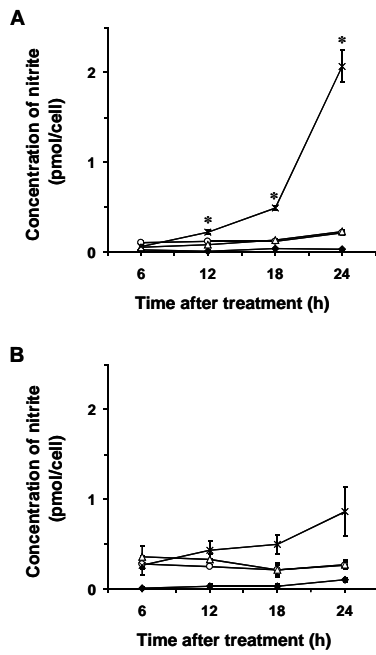 A
Concentration of nitrite
(pmol/cell)
2
1
0
*
*
*
6 12 18 24
Time after treatment (h)
B
Concentration of nitrite
(pmol/cell)
2
1
0
6 12 18 24
Time after treatment (h)